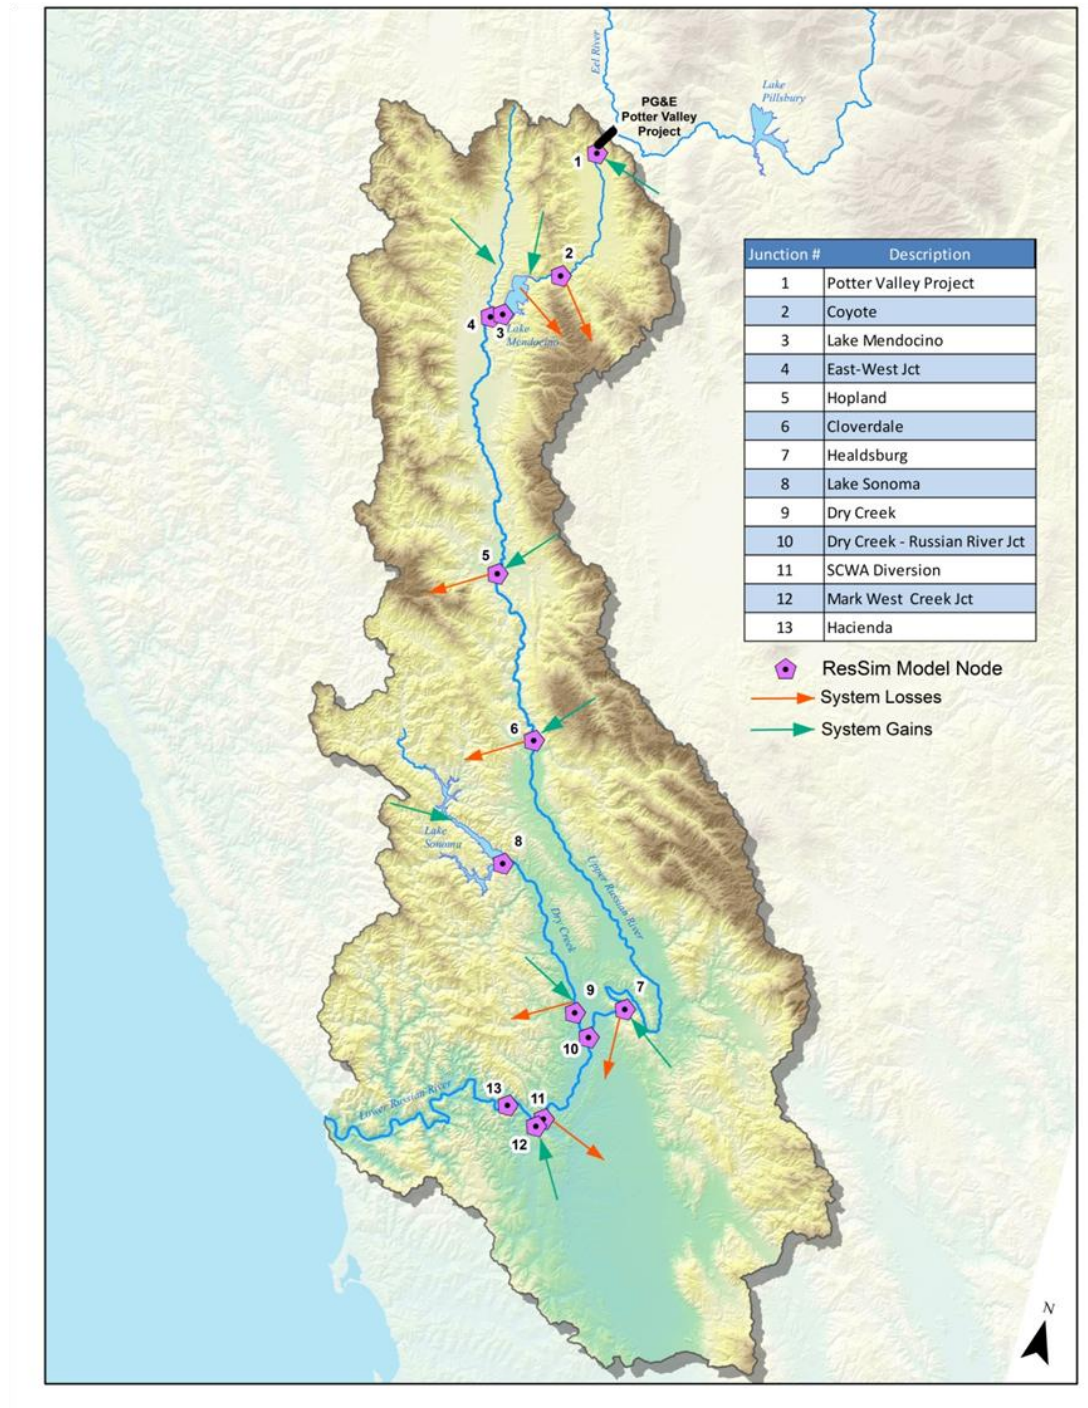 Eel River
Lake
Pillsbury
PG&E
Potter Valley
Project
1
2
4
3
Lake
Mendocino
Junction # Description
1 Potter Valley Project
2 Coyote
3 Lake Mendocino
4 East-West Jct
5 Hopland
6 Cloverdale
7 Healdsburg
8 Lake Sonoma
9 Dry Creek
10 Dry Creek - Russian River Jct
11 SCWA Diversion
12 Mark West Creek Jct
13 Hacienda
ResSim Model Node
System Losses
System Gains
5
6
Lake
Sonoma
8
Upper Russian River
Dry Creek
9
7
10
13
11
Lower Russian River
12
N